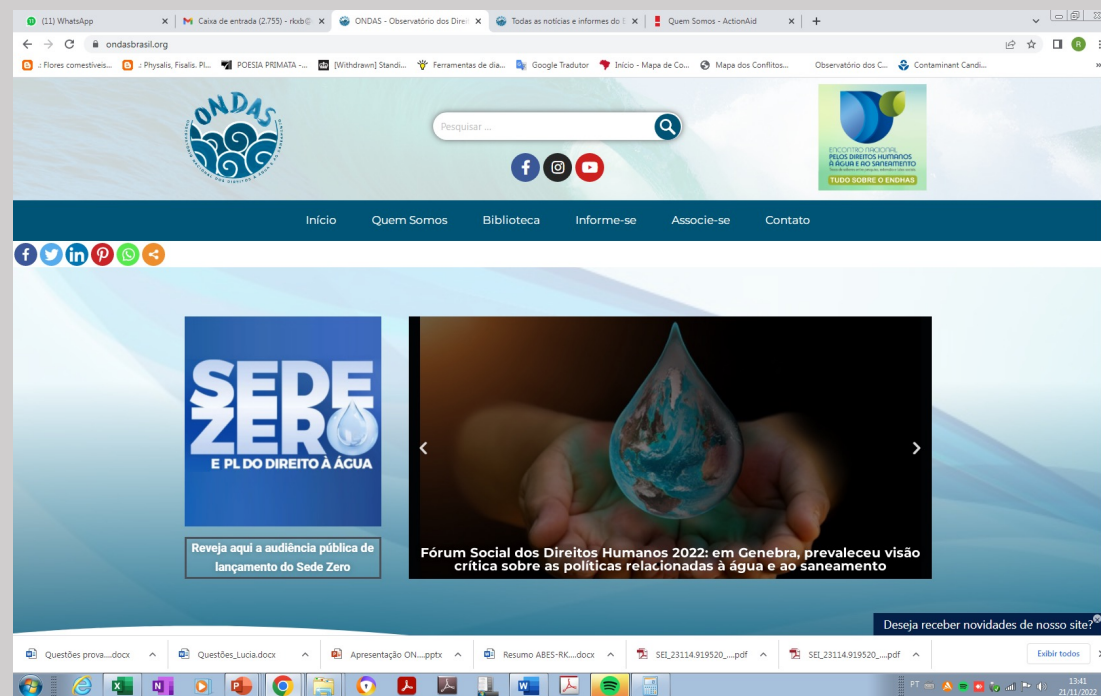 (11) WhatsApp
Caixa de entrada (2.755) - rkxb@
ONDAS - Observatório dos Direi
Todas as notícias e informes do
Quem Somos - ActionAid
ondasbrasil.org
R
.: Flores comestíveis...
.: Physalis, Fisalis. Pl...
POESIA PRIMATA -...
[Withdrawn] Standi...
Ferramentas de dia...
Google Tradutor
Início - Mapa de Co...
Mapa dos Conflitos...
Observatório dos C...
Contaminant Candi...
ONDAS
Pesquisar ...
ENCONTRO NACIONAL
PELOS DIREITOS HUMANOS
À ÁGUA E AO SANEAMENTO
TUDO SOBRE O ENDHAS
Início Quem Somos Biblioteca Informe-se Associe-se Contato
SEDE
ZERO
E PL DO DIREITO À ÁGUA
Reveja aqui a audiência pública de
lançamento do Sede Zero
Fórum Social dos Direitos Humanos 2022: em Genebra, prevaleceu visão
crítica sobre as políticas relacionadas à água e ao saneamento
Deseja receber novidades de nosso site?
Questões prova....docx
Questões_Lucia.docx
Apresentação ON....pptx
Resumo ABES-RK....docx
SEI_23114.919520_....pdf
SEI_23114.919520_....pdf
Exibir todos
PT
13:41
21/11/2022